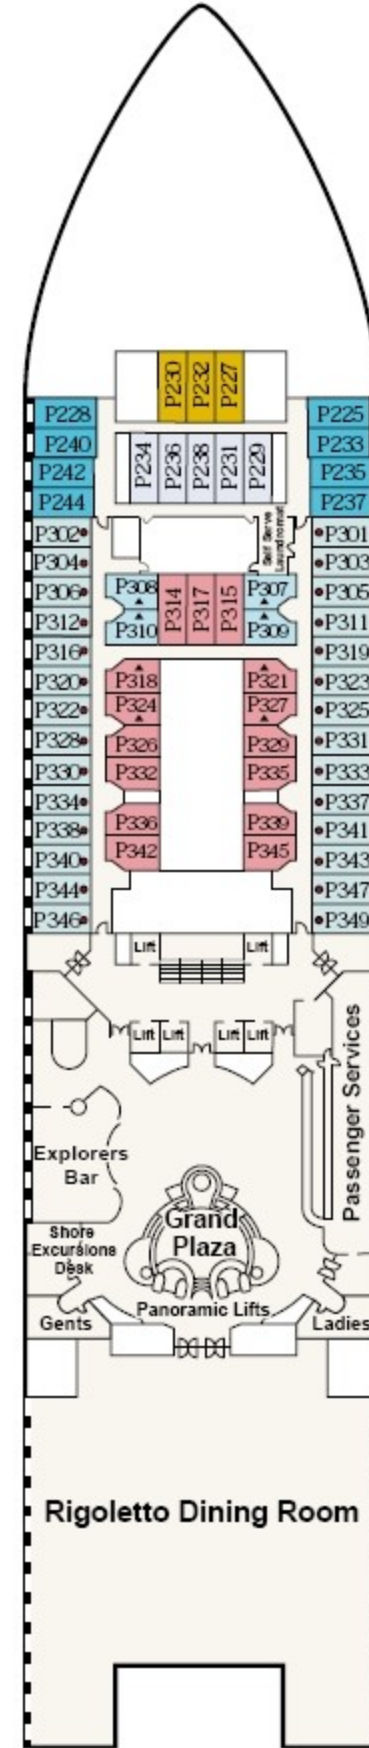 P230 P232 P227
P228 P225
P240 P233
P234 P236 P238 P231 P229
P242 P235
P244 P237
Self Serve
Laundromat
P302 P301
P304 P303
P306 P308 P314 P317 P315 P307 P305
P312 P310 P309 P311
P316 P319
P320 P318 P321 P323
P322 P324 P327 P325
P328 P326 P329 P331
P330 P332 P335 P333
P334 P337
P338 P336 P339 P341
P340 P342 P345 P343
P344 P347
P346 P349
Lift Lift
Lift Lift Lift Lift
Passenger Services
Explorers
Bar
Grand
Plaza
Shore
Excursions
Desk
Panoramic Lifts
Gents Ladies
Rigoletto Dining Room